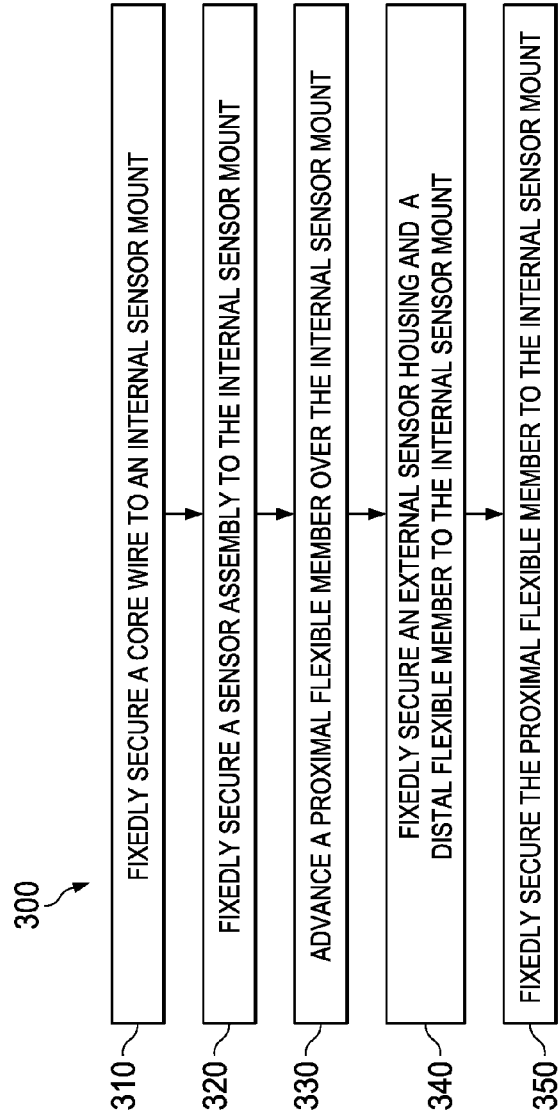 300
310
FIXEDLY SECURE A CORE WIRE TO AN INTERNAL SENSOR MOUNT
320
FIXEDLY SECURE A SENSOR ASSEMBLY TO THE INTERNAL SENSOR MOUNT
330
ADVANCE A PROXIMAL FLEXIBLE MEMBER OVER THE INTERNAL SENSOR MOUNT
340
FIXEDLY SECURE AN EXTERNAL SENSOR HOUSING AND A
DISTAL FLEXIBLE MEMBER TO THE INTERNAL SENSOR MOUNT
350
FIXEDLY SECURE THE PROXIMAL FLEXIBLE MEMBER TO THE INTERNAL SENSOR MOUNT